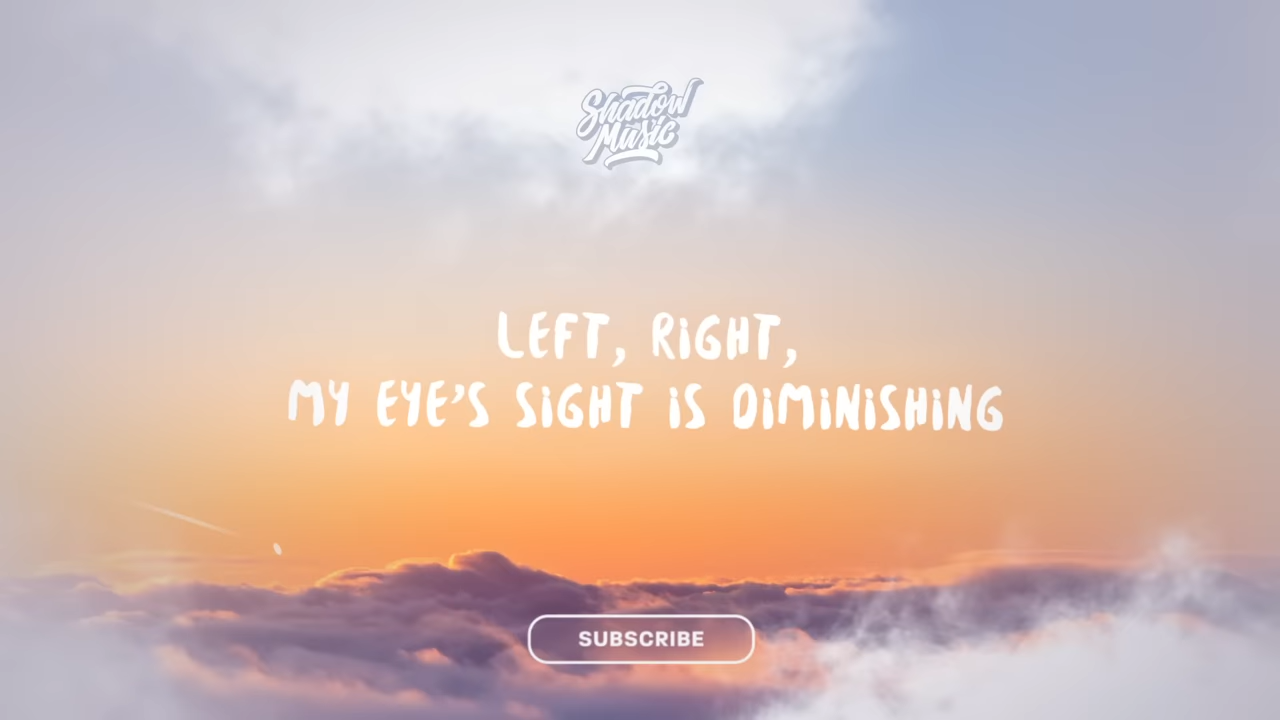 Shadow
Music
LEFT, RiGHT,
MY EYE'S SiGHT iS DiMiNiSHiNG
SUBSCRIBE